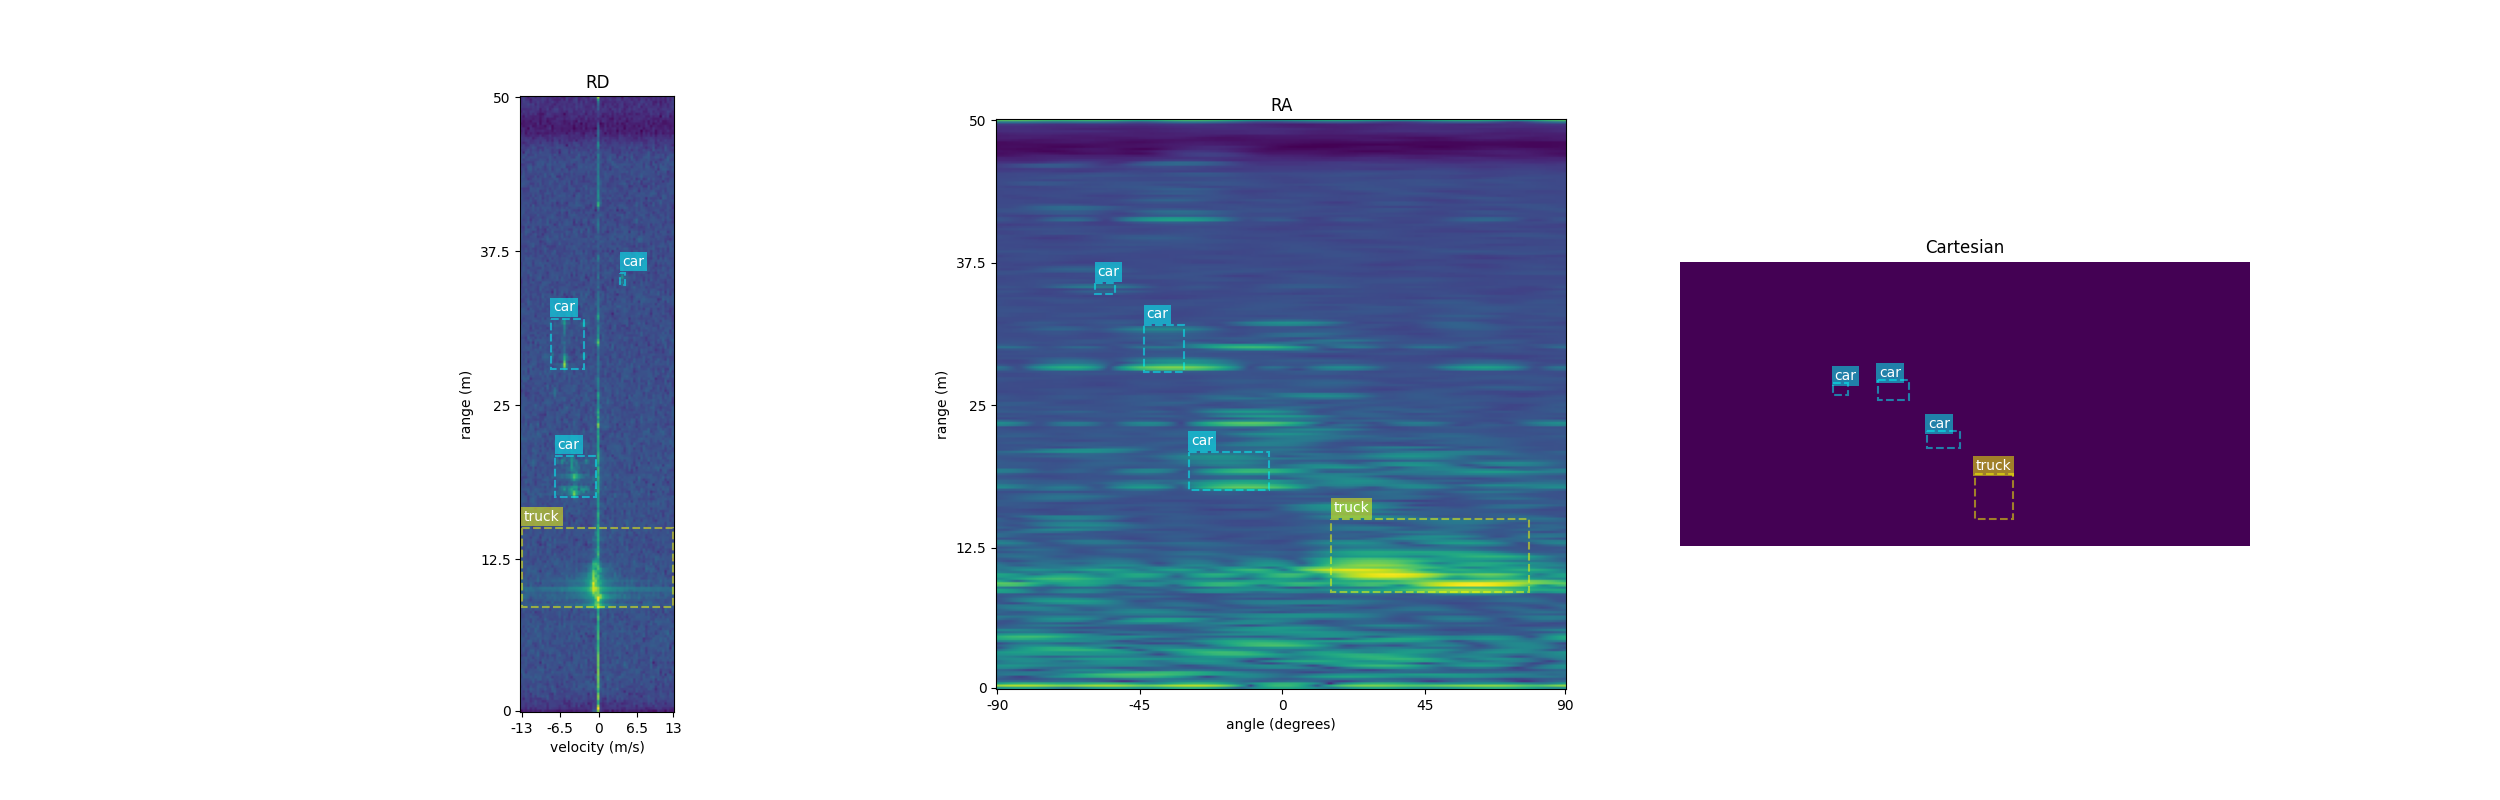 RD
50
37.5
25
12.5
0
range (m)
car
car
car
truck
-13 -6.5 0 6.5 13
velocity (m/s)
RA
50
37.5
25
12.5
0
range (m)
car
car
car
truck
-90 -45 0 45 90
angle (degrees)
Cartesian
car
car
car
truck